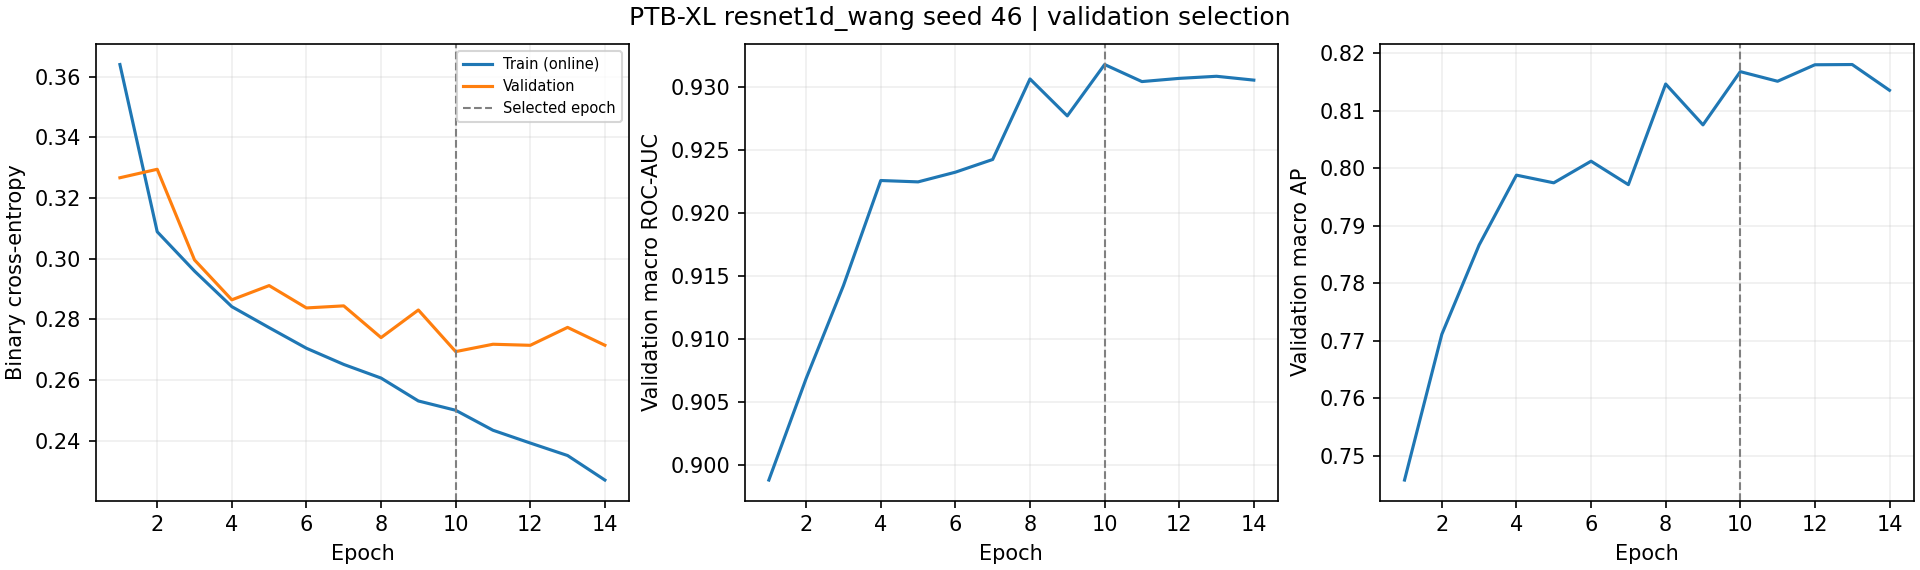 PTB-XL resnet1d_wang seed 46 | validation selection
Binary cross-entropy
0.36
0.34
0.32
0.30
0.28
0.26
0.24
Train (online)
Validation
Selected epoch
2 4 6 8 10 12 14
Epoch
Validation macro ROC-AUC
0.930
0.925
0.920
0.915
0.910
0.905
0.900
2 4 6 8 10 12 14
Epoch
Validation macro AP
0.82
0.81
0.80
0.79
0.78
0.77
0.76
0.75
2 4 6 8 10 12 14
Epoch